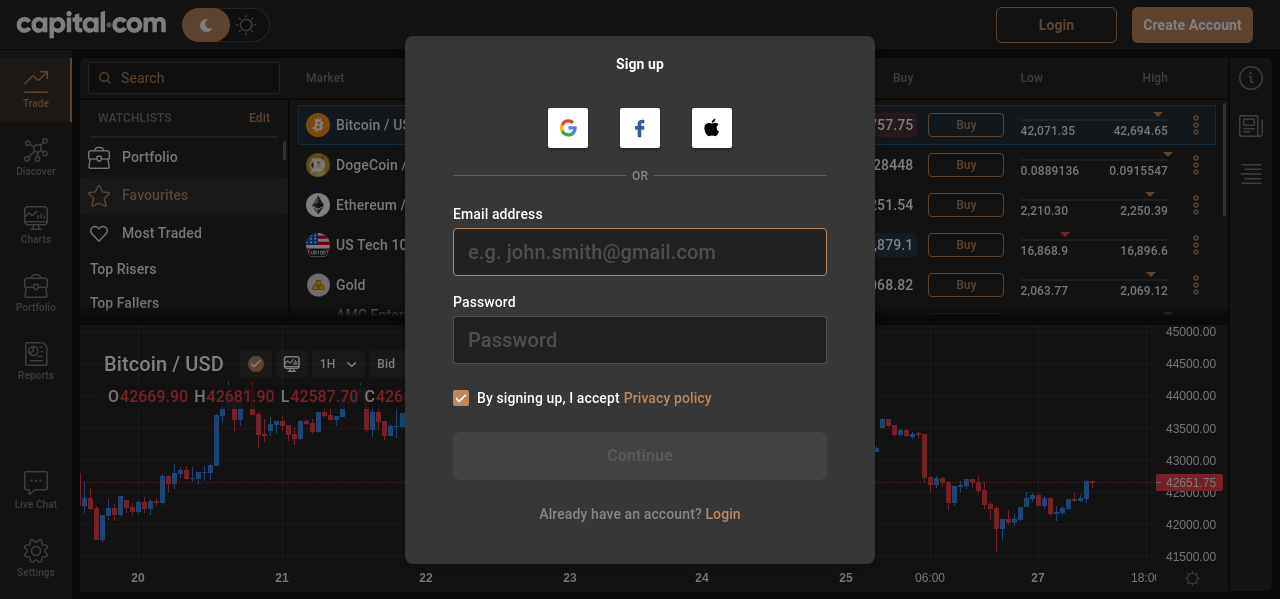 capital.com
Login
Create Account
Sign up
Search
Market
Buy
Low
High
Trade
WATCHLISTS
Edit
Bitcoin / US
757.75
Buy
42,071.35
42,694.65
OR
Discover
Portfolio
DogeCoin /
28448
Buy
0.0889136
0.0915547
Favourites
Ethereum /
251.54
Buy
2,210.30
2,250.39
Email address
e.g. john.smith@gmail.com
Charts
Most Traded
US Tech 10
,879.1
Buy
16,868.9
16,896.6
Top Risers
Gold
068.82
Buy
2,063.77
2,069.12
Portfolio
Top Fallers
Password
Password
45000.00
Bitcoin / USD
1H
Bid
44500.00
Reports
O42669.90 H42681.90 L42587.70 C426
44000.00
By signing up, I accept Privacy policy
43500.00
Continue
43000.00
42651.75
42500.00
Live Chat
Already have an account? Login
42000.00
41500.00
Settings
20
21
22
23
24
25
06:00
27
18:0